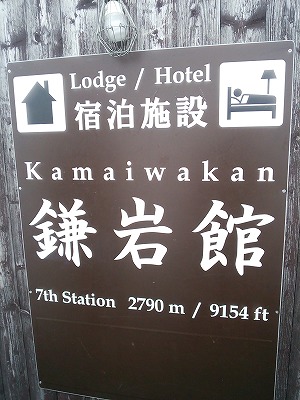 Lodge / Hotel
宿泊施設
Kamaiwakan
鎌岩館
7th Station 2790 m / 9154 ft